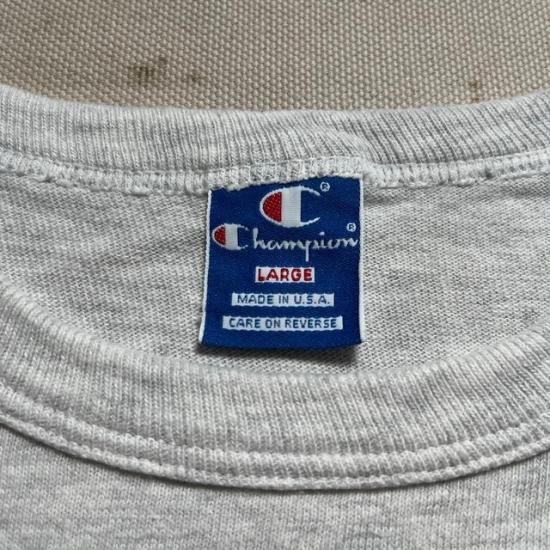 ®
Champion®
LARGE
MADE IN U.S.A.
CARE ON REVERSE